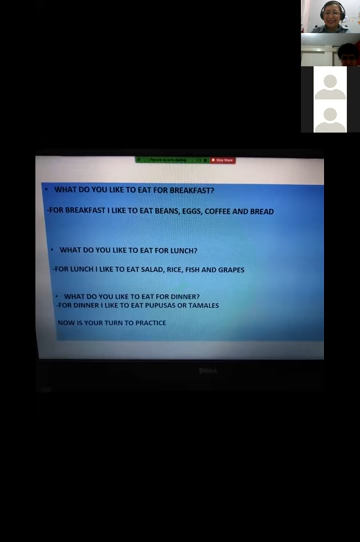 • WHAT DO YOU LIKE TO EAT FOR BREAKFAST?
-FOR BREAKFAST I LIKE TO EAT BEANS, EGGS, COFFEE AND BREAD
• WHAT DO YOU LIKE TO EAT FOR LUNCH?
-FOR LUNCH I LIKE TO EAT SALAD, RICE, FISH AND GRAPES
• WHAT DO YOU LIKE TO EAT FOR DINNER?
-FOR DINNER I LIKE TO EAT PUPUSAS OR TAMALES
NOW IS YOUR TURN TO PRACTICE
DELL